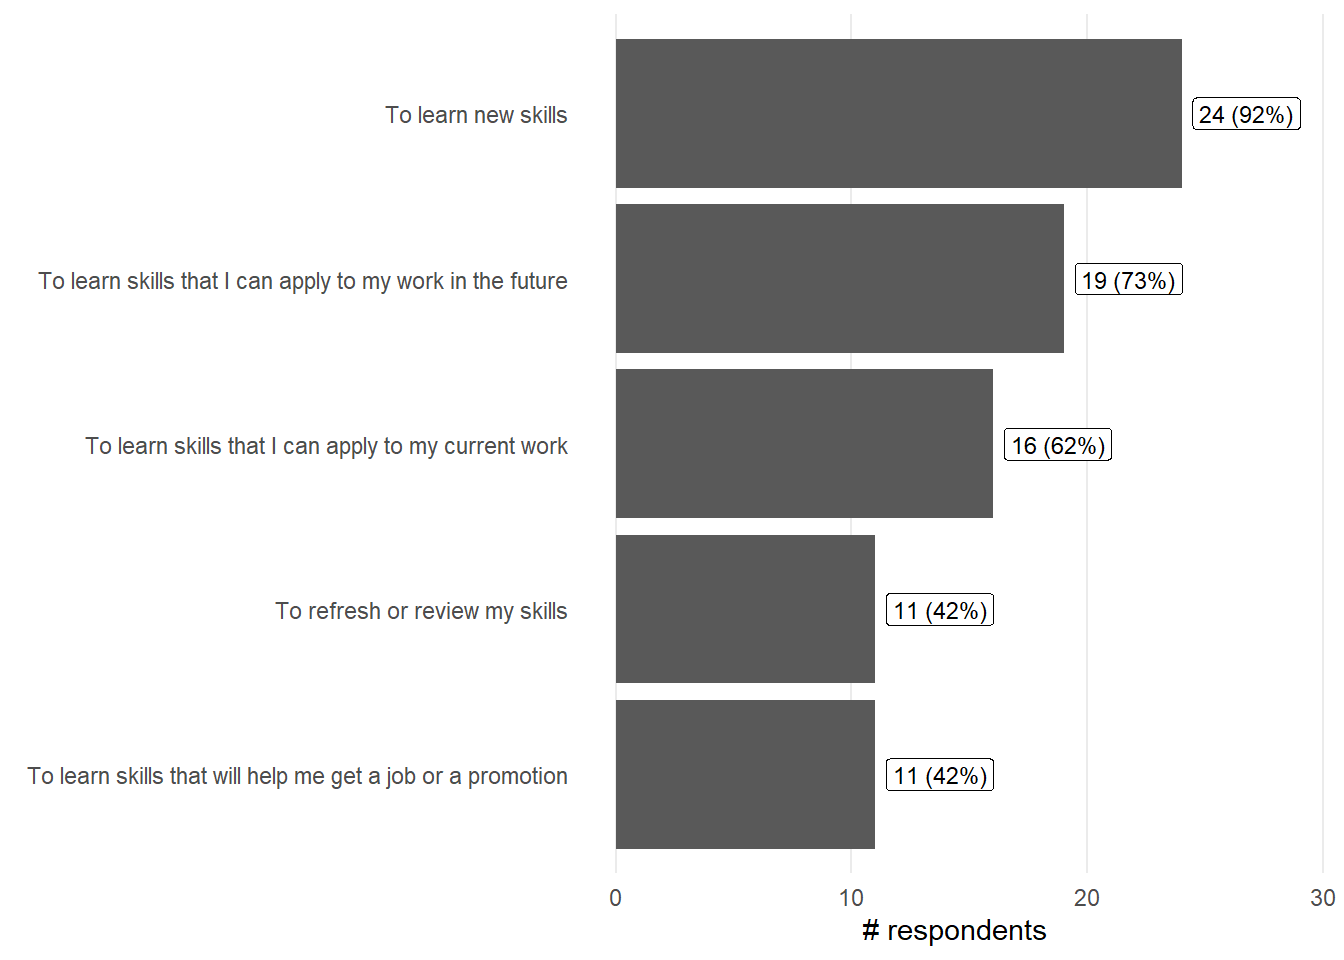 To learn new skills
24 (92%)
To learn skills that I can apply to my work in the future
19 (73%)
To learn skills that I can apply to my current work
16 (62%)
To refresh or review my skills
11 (42%)
To learn skills that will help me get a job or a promotion
11 (42%)
0 10 20 30
# respondents